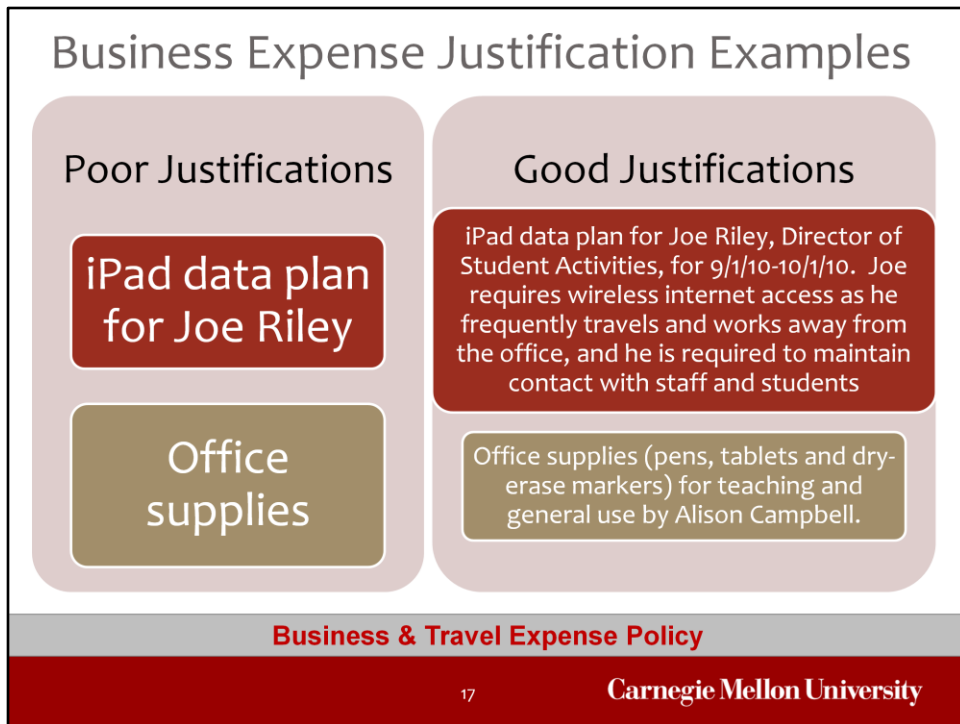 Business Expense Justification Examples
Poor Justifications
iPad data plan
for Joe Riley
Office
supplies
Good Justifications
iPad data plan for Joe Riley, Director of
Student Activities, for 9/1/10-10/1/10.  Joe
requires wireless internet access as he
frequently travels and works away from
the office, and he is required to maintain
contact with staff and students
Office supplies (pens, tablets and dry-
erase markers) for teaching and
general use by Alison Campbell.
Business & Travel Expense Policy
17
Carnegie Mellon University